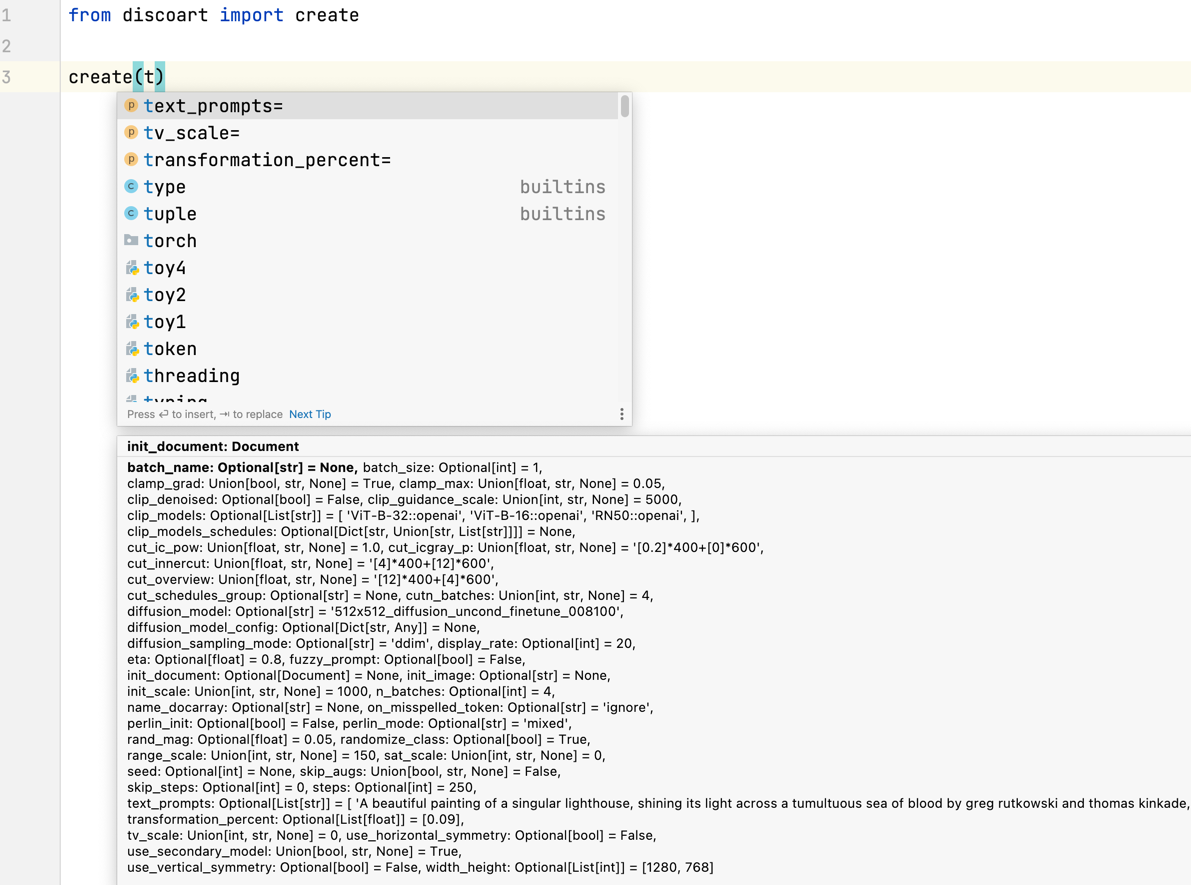 1 from discoart import create
2
3 create(t)
p text_prompts=
p tv_scale=
p transformation_percent=
c type builtins
c tuple builtins
torch
toy4
toy2
toy1
token
threading
typing
Press ↩ to insert, ⇥ to replace Next Tip
init_document: Document
batch_name: Optional[str] = None, batch_size: Optional[int] = 1,
clamp_grad: Union[bool, str, None] = True, clamp_max: Union[float, str, None] = 0.05,
clip_denoised: Optional[bool] = False, clip_guidance_scale: Union[int, str, None] = 5000,
clip_models: Optional[List[str]] = [ 'ViT-B-32::openai', 'ViT-B-16::openai', 'RN50::openai', ],
clip_models_schedules: Optional[Dict[str, Union[str, List[str]]]] = None,
cut_ic_pow: Union[float, str, None] = 1.0, cut_icgray_p: Union[float, str, None] = '[0.2]*400+[0]*600',
cut_innercut: Union[float, str, None] = '[4]*400+[12]*600',
cut_overview: Union[float, str, None] = '[12]*400+[4]*600',
cut_schedules_group: Optional[str] = None, cutn_batches: Union[int, str, None] = 4,
diffusion_model: Optional[str] = '512x512_diffusion_uncond_finetune_008100',
diffusion_model_config: Optional[Dict[str, Any]] = None,
diffusion_sampling_mode: Optional[str] = 'ddim', display_rate: Optional[int] = 20,
eta: Optional[float] = 0.8, fuzzy_prompt: Optional[bool] = False,
init_document: Optional[Document] = None, init_image: Optional[str] = None,
init_scale: Union[int, str, None] = 1000, n_batches: Optional[int] = 4,
name_docarray: Optional[str] = None, on_misspelled_token: Optional[str] = 'ignore',
perlin_init: Optional[bool] = False, perlin_mode: Optional[str] = 'mixed',
rand_mag: Optional[float] = 0.05, randomize_class: Optional[bool] = True,
range_scale: Union[int, str, None] = 150, sat_scale: Union[int, str, None] = 0,
seed: Optional[int] = None, skip_augs: Union[bool, str, None] = False,
skip_steps: Optional[int] = 0, steps: Optional[int] = 250,
text_prompts: Optional[List[str]] = [ 'A beautiful painting of a singular lighthouse, shining its light across a tumultuous sea of blood by greg rutkowski and thomas kinkade,
transformation_percent: Optional[List[float]] = [0.09],
tv_scale: Union[int, str, None] = 0, use_horizontal_symmetry: Optional[bool] = False,
use_secondary_model: Union[bool, str, None] = True,
use_vertical_symmetry: Optional[bool] = False, width_height: Optional[List[int]] = [1280, 768]